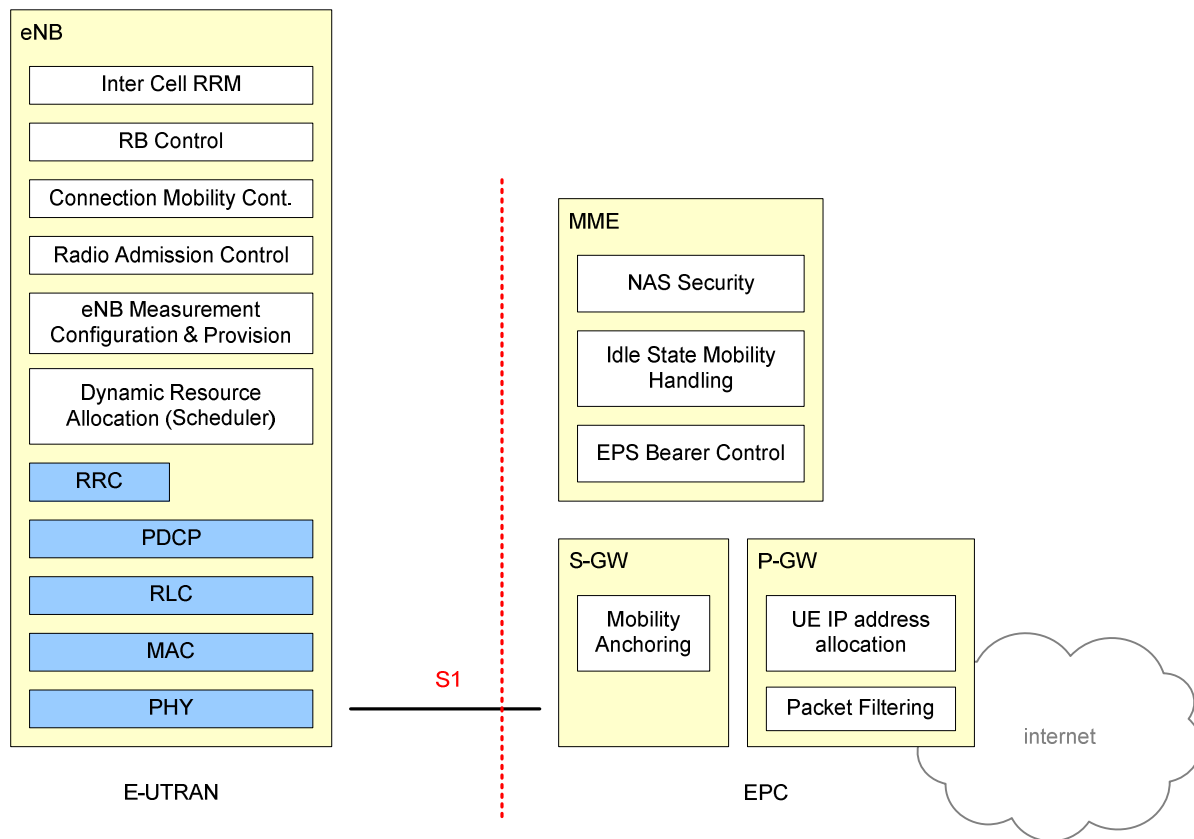 eNB
Inter Cell RRM
RB Control
Connection Mobility Cont.
Radio Admission Control
eNB Measurement
Configuration & Provision
Dynamic Resource
Allocation (Scheduler)
RRC
PDCP
RLC
MAC
PHY
E-UTRAN
S1
MME
NAS Security
Idle State Mobility
Handling
EPS Bearer Control
S-GW
Mobility
Anchoring
P-GW
UE IP address
allocation
Packet Filtering
internet
EPC